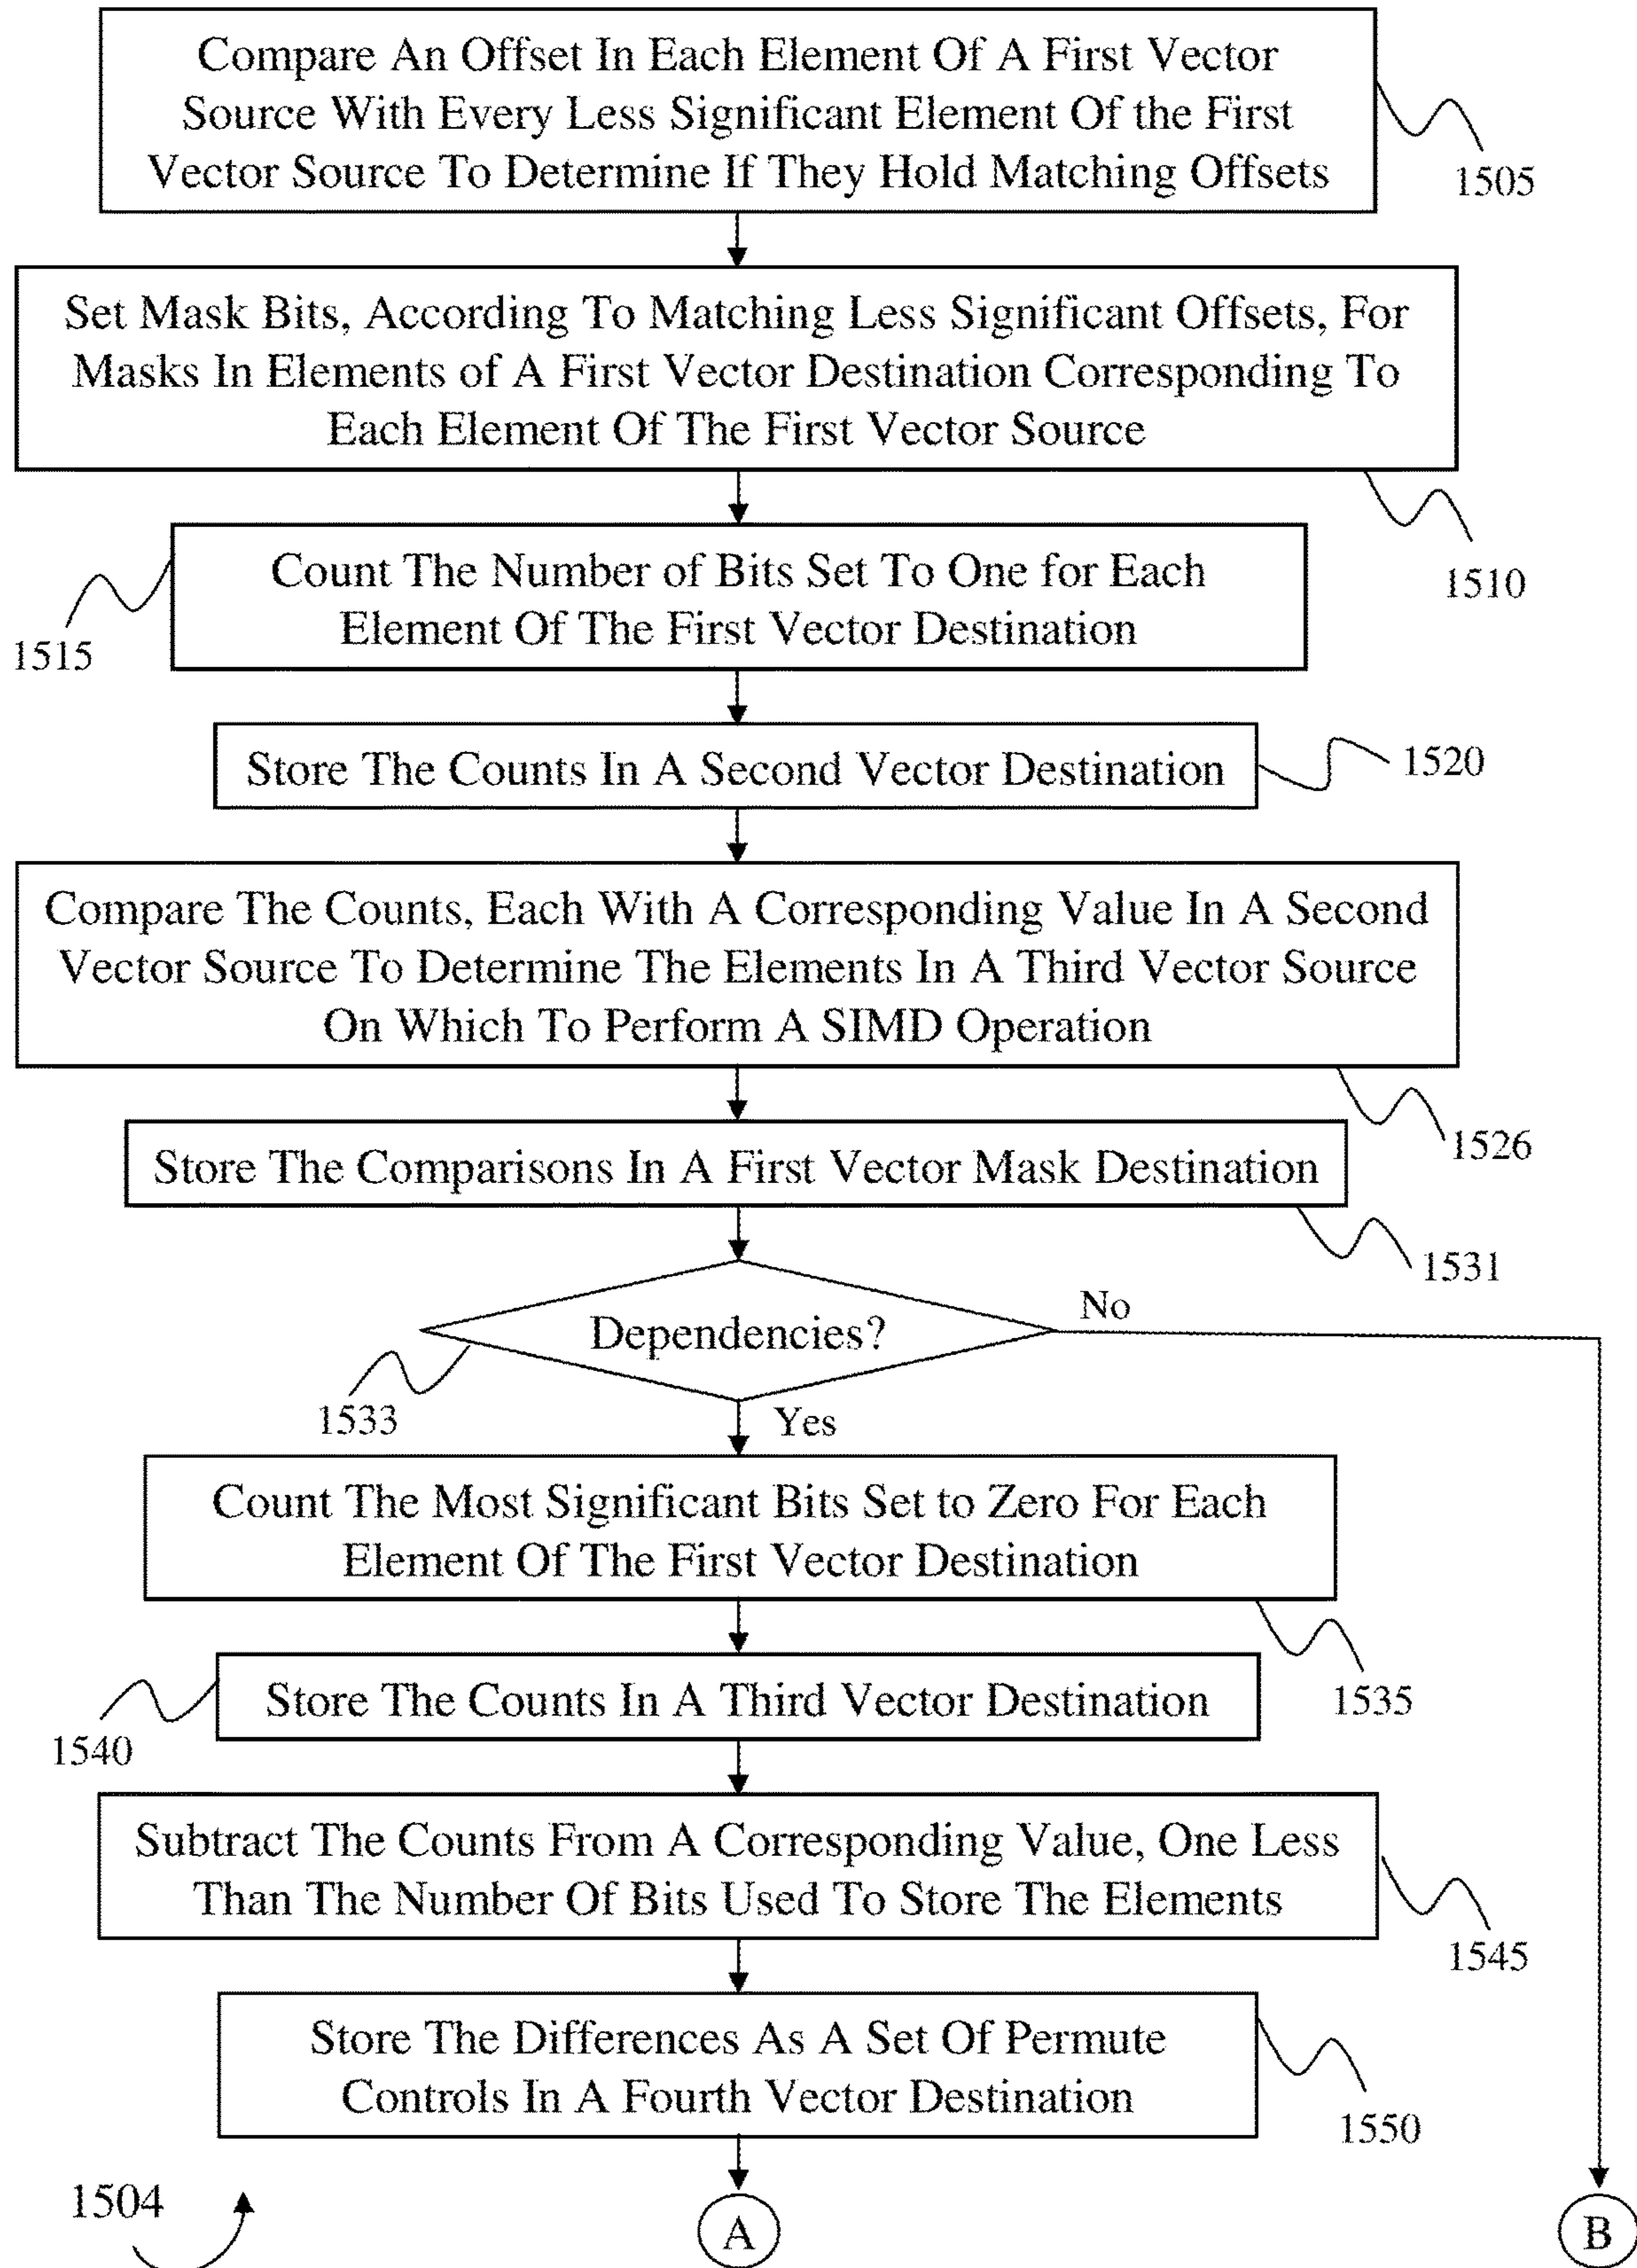 Compare An Offset In Each Element Of A First Vector
Source With Every Less Significant Element Of the First
Vector Source To Determine If They Hold Matching Offsets
1505
Set Mask Bits, According To Matching Less Significant Offsets, For
Masks In Elements of A First Vector Destination Corresponding To
Each Element Of The First Vector Source
1510
Count The Number of Bits Set To One for Each
Element Of The First Vector Destination
1515
Store The Counts In A Second Vector Destination
1520
Compare The Counts, Each With A Corresponding Value In A Second
Vector Source To Determine The Elements In A Third Vector Source
On Which To Perform A SIMD Operation
1526
Store The Comparisons In A First Vector Mask Destination
1531
Dependencies?
No
1533
Yes
Count The Most Significant Bits Set to Zero For Each
Element Of The First Vector Destination
1535
Store The Counts In A Third Vector Destination
1540
Subtract The Counts From A Corresponding Value, One Less
Than The Number Of Bits Used To Store The Elements
1545
Store The Differences As A Set Of Permute
Controls In A Fourth Vector Destination
1550
1504
A
B